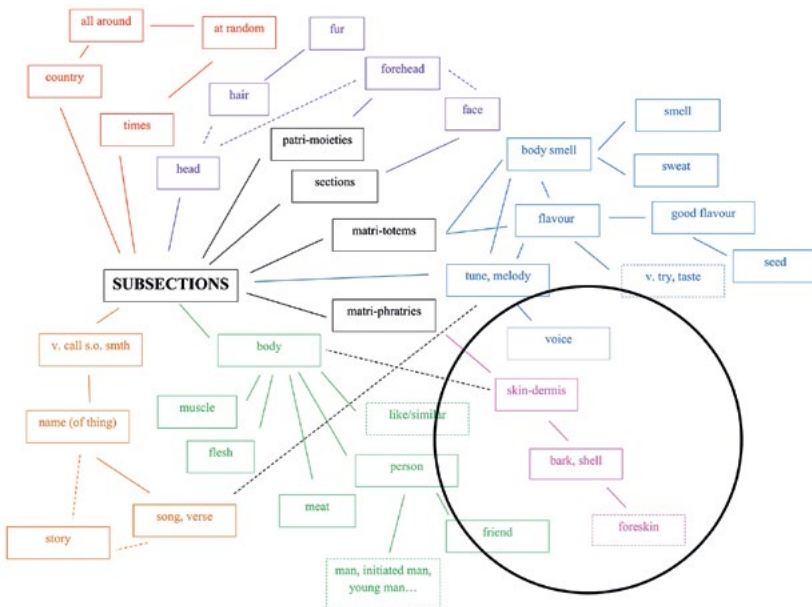 all around
at random
fur
country
forehead
hair
face
smell
times
patri-moieties
body smell
head
sweat
sections
flavour
good flavour
matri-totems
SUBSECTIONS
tune, melody
v. try, taste
seed
matri-phratries
v. call s.o. smth
body
voice
skin-dermis
muscle
like/similar
name (of thing)
flesh
bark, shell
person
meat
song, verse
foreskin
story
friend
man, initiated man,
young man…